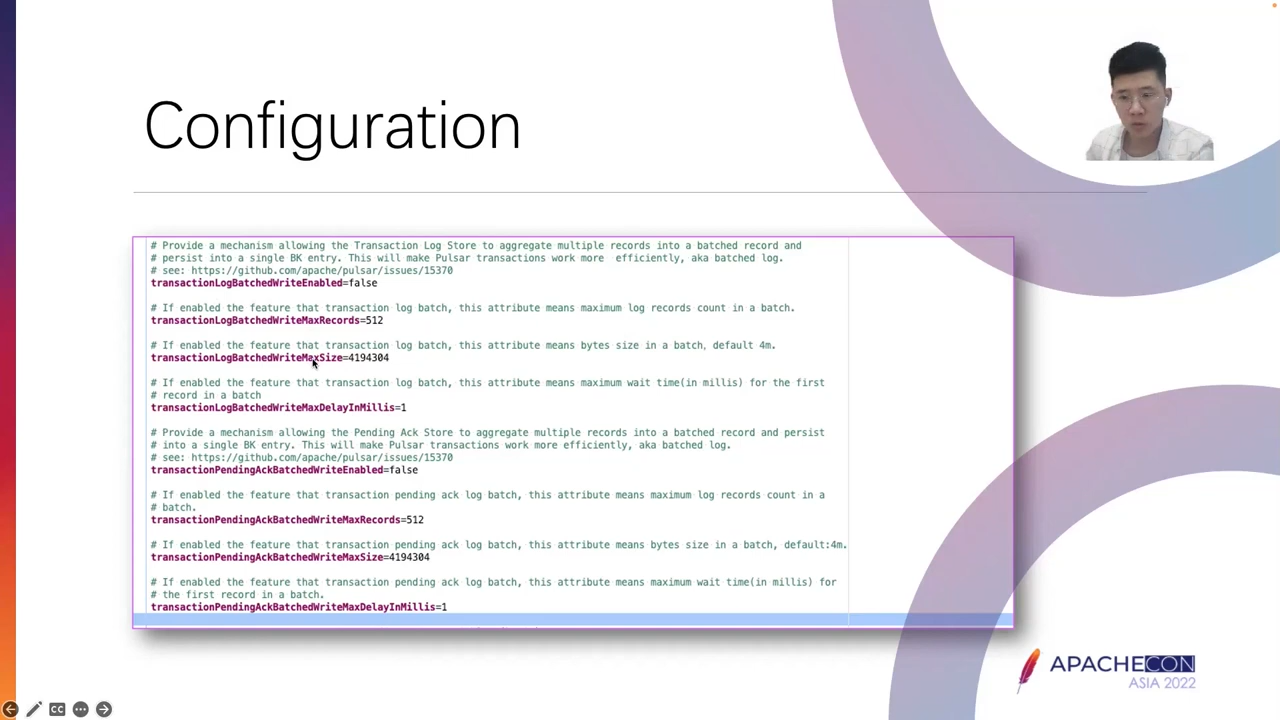 Configuration
# Provide a mechanism allowing the Transaction Log Store to aggregate multiple records into a batched record and
# persist into a single BK entry. This will make Pulsar transactions work more efficiently, aka batched log.
# see: https://github.com/apache/pulsar/issues/15370
transactionLogBatchedWriteEnabled=false
# If enabled the feature that transaction log batch, this attribute means maximum log records count in a batch.
transactionLogBatchedWriteMaxRecords=512
# If enabled the feature that transaction log batch, this attribute means bytes size in a batch, default 4m.
transactionLogBatchedWriteMaxSize=4194304
# If enabled the feature that transaction log batch, this attribute means maximum wait time(in millis) for the first
# record in a batch
transactionLogBatchedWriteMaxDelayInMillis=1
# Provide a mechanism allowing the Pending Ack Store to aggregate multiple records into a batched record and persist
# into a single BK entry. This will make Pulsar transactions work more efficiently, aka batched log.
# see: https://github.com/apache/pulsar/issues/15370
transactionPendingAckBatchedWriteEnabled=false
# If enabled the feature that transaction pending ack log batch, this attribute means maximum log records count in a
# batch.
transactionPendingAckBatchedWriteMaxRecords=512
# If enabled the feature that transaction pending ack log batch, this attribute means bytes size in a batch, default:4m.
transactionPendingAckBatchedWriteMaxSize=4194304
# If enabled the feature that transaction pending ack log batch, this attribute means maximum wait time(in millis) for
# the first record in a batch.
transactionPendingAckBatchedWriteMaxDelayInMillis=1
APACHECON
ASIA 2022
CC